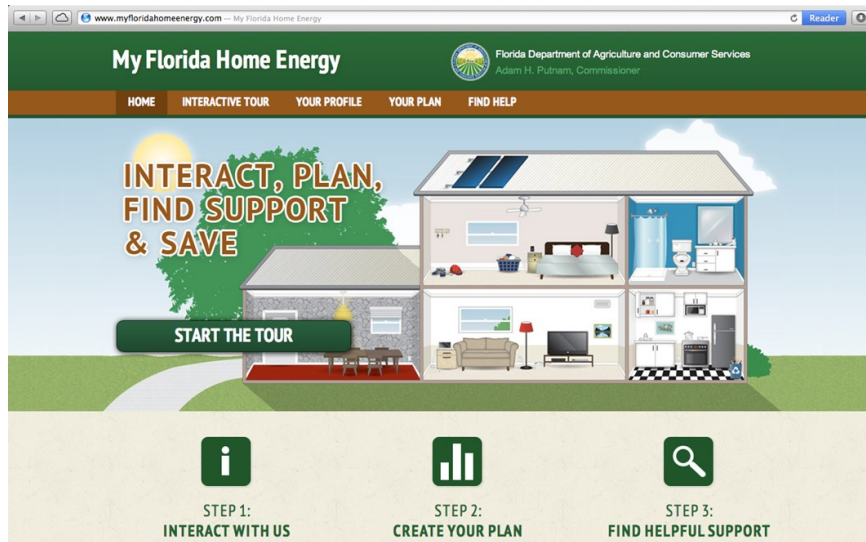 www.myfloridahomeenergy.com — My Florida Home Energy
Reader
My Florida Home Energy
Florida Department of Agriculture and Consumer Services
Adam H. Putnam, Commissioner
HOME INTERACTIVE TOUR YOUR PROFILE YOUR PLAN FIND HELP
INTERACT, PLAN,
FIND SUPPORT
& SAVE
START THE TOUR
STEP 1: STEP 2: STEP 3:
INTERACT WITH US CREATE YOUR PLAN FIND HELPFUL SUPPORT